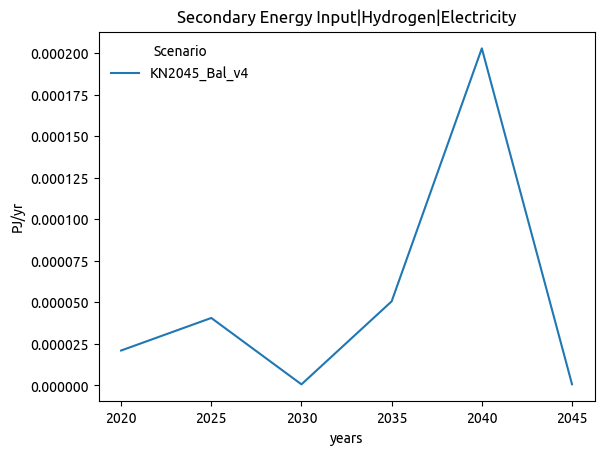 Secondary Energy Input|Hydrogen|Electricity
Scenario
KN2045_Bal_v4
0.000200
0.000175
0.000150
0.000125
0.000100
0.000075
0.000050
0.000025
0.000000
PJ/yr
2020 2025 2030 2035 2040 2045
years